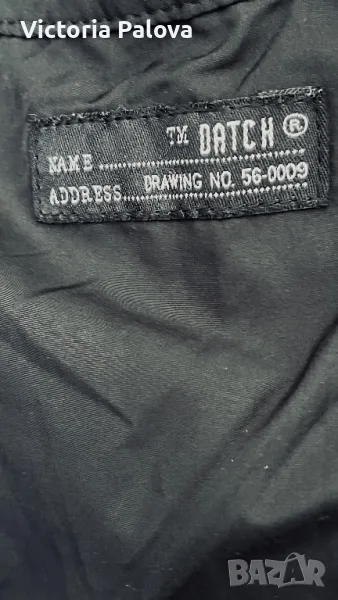 Victoria Palova
TM DATCH ®
NAME ..........
ADDRESS..... DRAWING NO. 56-0009
BAZAR